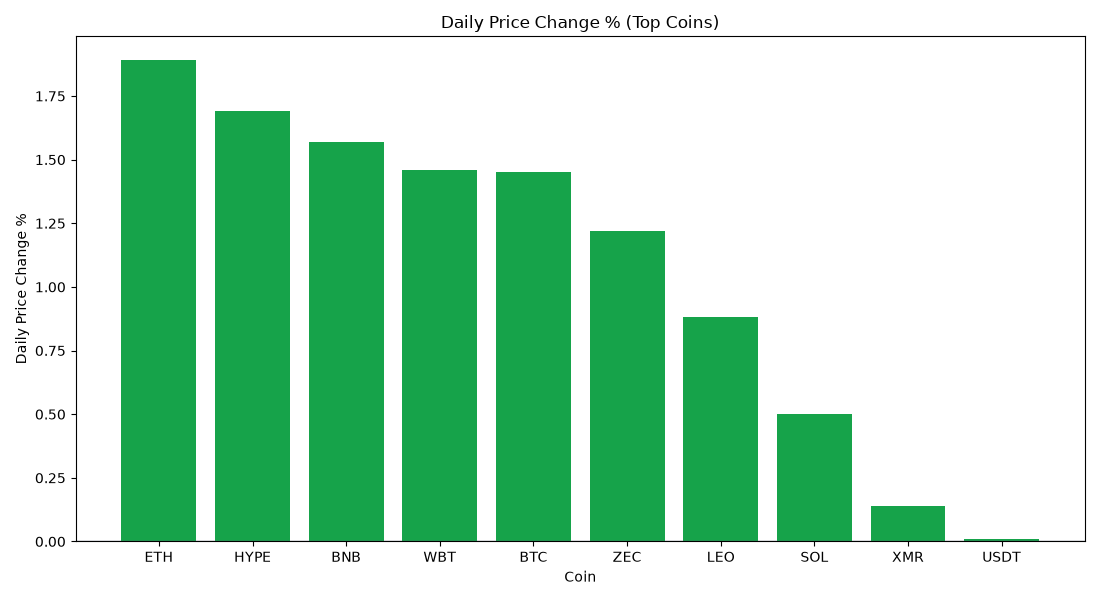 Daily Price Change % (Top Coins)
Daily Price Change %
1.75
1.50
1.25
1.00
0.75
0.50
0.25
0.00
ETH HYPE BNB WBT BTC ZEC LEO SOL XMR USDT
Coin